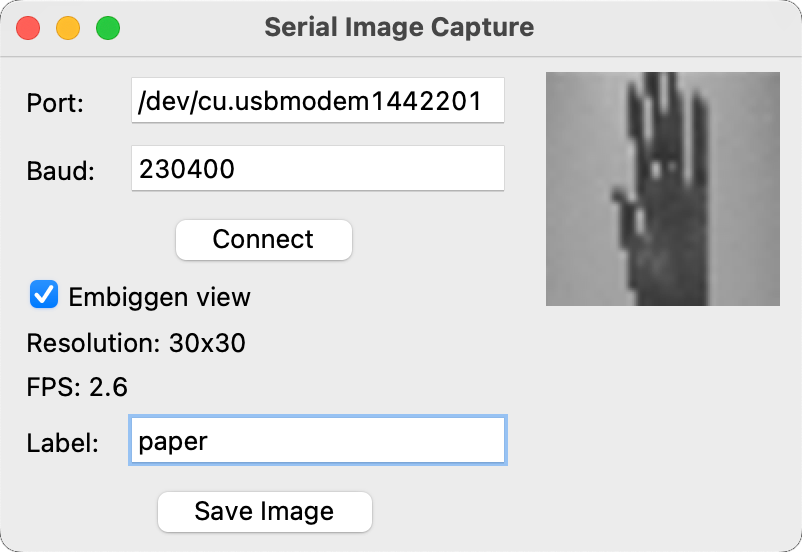 Serial Image Capture
Port: /dev/cu.usbmodem1442201
Baud: 230400
Connect
Embiggen view
Resolution: 30x30
FPS: 2.6
Label: paper
Save Image